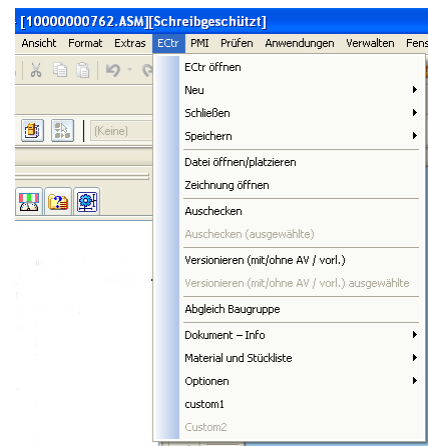 [10000000762.ASM][Schreibgeschützt]
Ansicht Format Extras ECtr PMI Prüfen Anwendungen Verwalten Fens
ECtr öffnen
Neu
Schließen
Speichern
[Keine]
Datei öffnen/platzieren
Zeichnung öffnen
Auschecken
Auschecken (ausgewählte)
Versionieren (mit/ohne AV / vorl.)
Versionieren (mit/ohne AV / vorl.) ausgewählte
Abgleich Baugruppe
Dokument – Info
Material und Stückliste
Optionen
custom1
Custom2